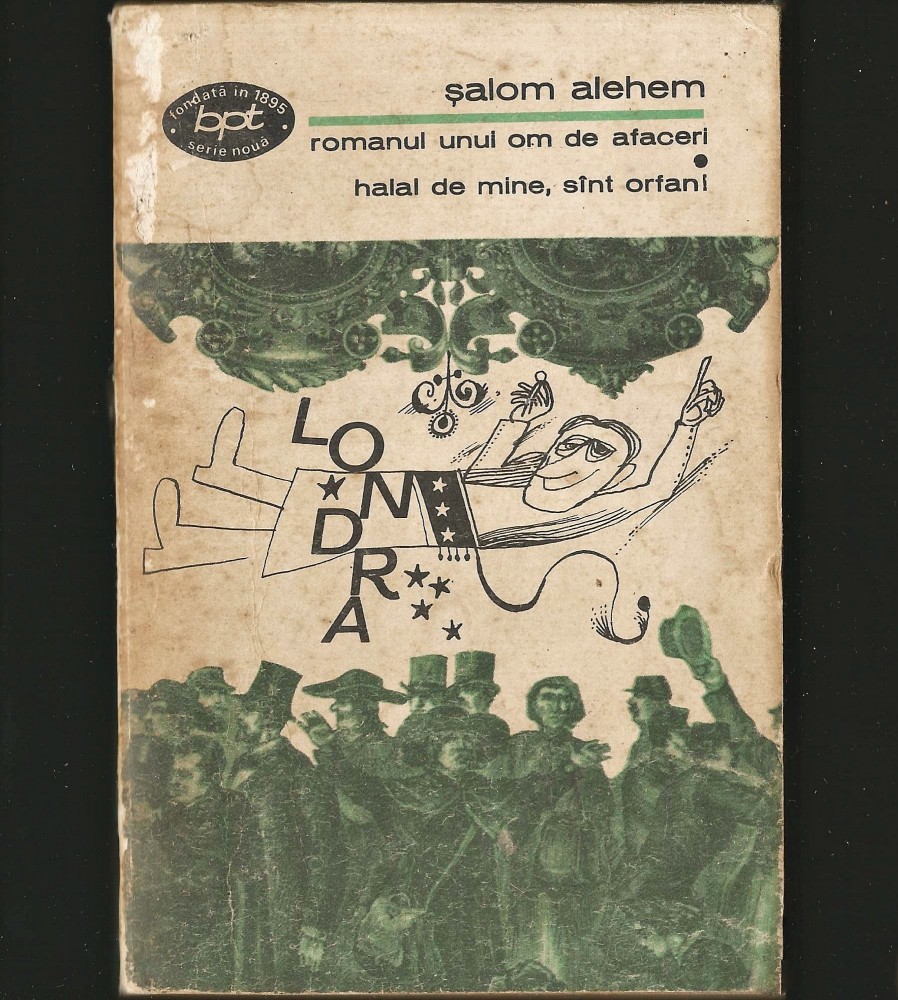 șalom alehem
fondată în 1895
bpt
serie nouă
romanul unui om de afaceri
halal de mine, sînt orfan!
LONDRA